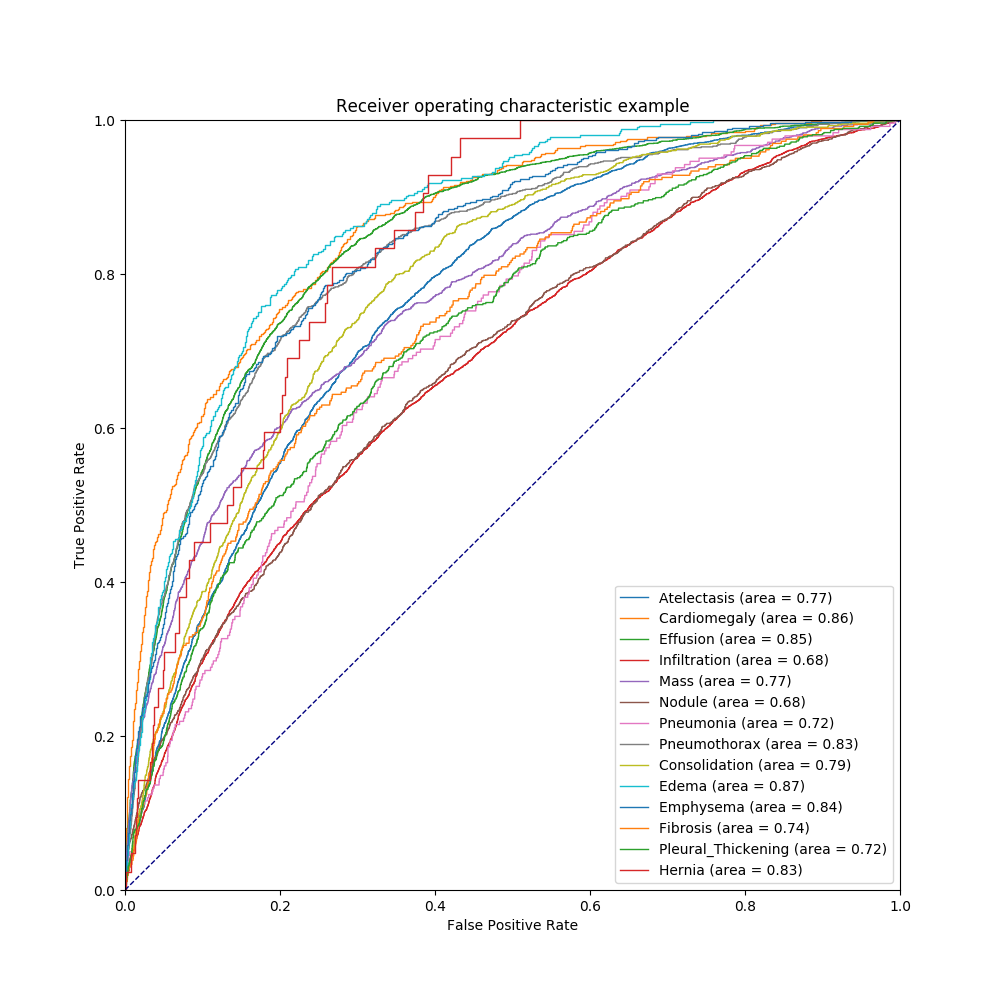 Receiver operating characteristic example
1.0
0.8
0.6
0.4
0.2
0.0
True Positive Rate
Atelectasis (area = 0.77)
Cardiomegaly (area = 0.86)
Effusion (area = 0.85)
Infiltration (area = 0.68)
Mass (area = 0.77)
Nodule (area = 0.68)
Pneumonia (area = 0.72)
Pneumothorax (area = 0.83)
Consolidation (area = 0.79)
Edema (area = 0.87)
Emphysema (area = 0.84)
Fibrosis (area = 0.74)
Pleural_Thickening (area = 0.72)
Hernia (area = 0.83)
0.0 0.2 0.4 0.6 0.8 1.0
False Positive Rate